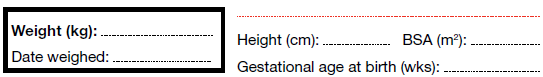 Weight (kg): ........................
Date weighed: ........................
Height (cm): ................ BSA (m²): ................
Gestational age at birth (wks): ........................